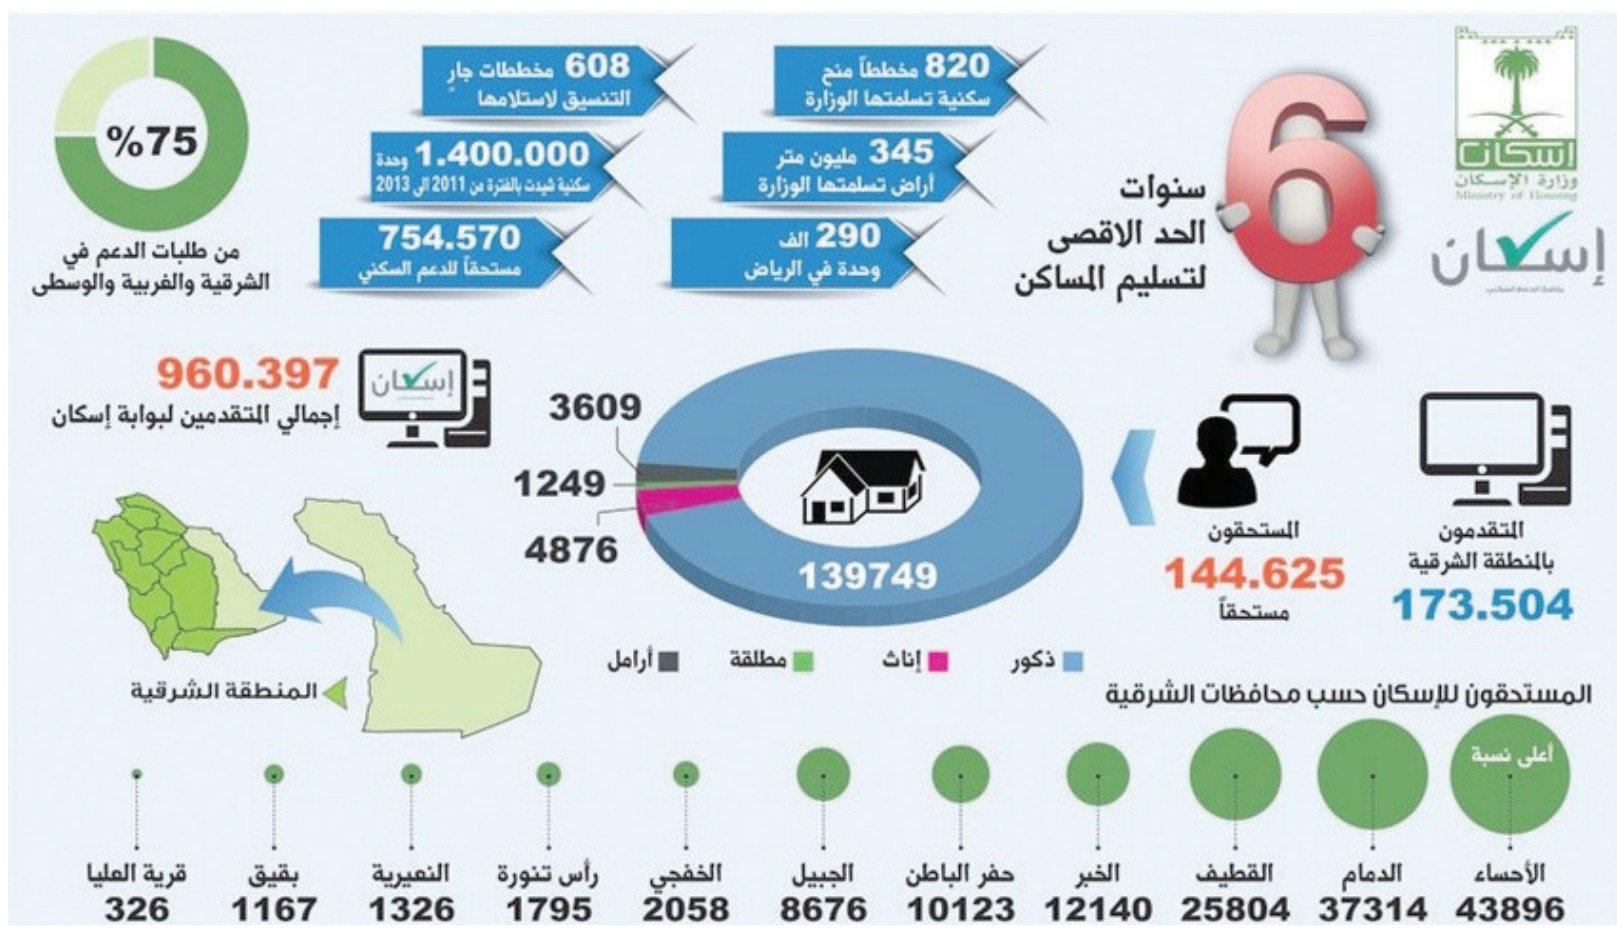 إسكان
وزارة الإسكان
Ministry of Housing
إسكان
6
سنوات
الحد الاقصى
لتسليم المساكن
820 مخططاً منح
سكنية تسلمتها الوزارة
345 مليون متر
أراض تسلمتها الوزارة
290 الف
وحدة في الرياض
608 مخططات جارٍ
التنسيق لاستلامها
1.400.000 وحدة
سكنية شيدت بالفترة من 2011 الى 2013
754.570
مستحقاً للدعم السكني
%75
من طلبات الدعم في
الشرقية والغربية والوسطى
إسكان
960.397
إجمالي المتقدمين لبوابة إسكان
المتقدمون
بالمنطقة الشرقية
173.504
المستحقون
144.625
مستحقاً
3609
1249
4876
139749
ذكور
إناث
مطلقة
أرامل
المنطقة الشرقية
المستحقون للإسكان حسب محافظات الشرقية
أعلى نسبة
الأحساء
43896
الدمام
37314
القطيف
25804
الخبر
12140
حفر الباطن
10123
الجبيل
8676
الخفجي
2058
رأس تنورة
1795
النعيرية
1326
بقيق
1167
قرية العليا
326